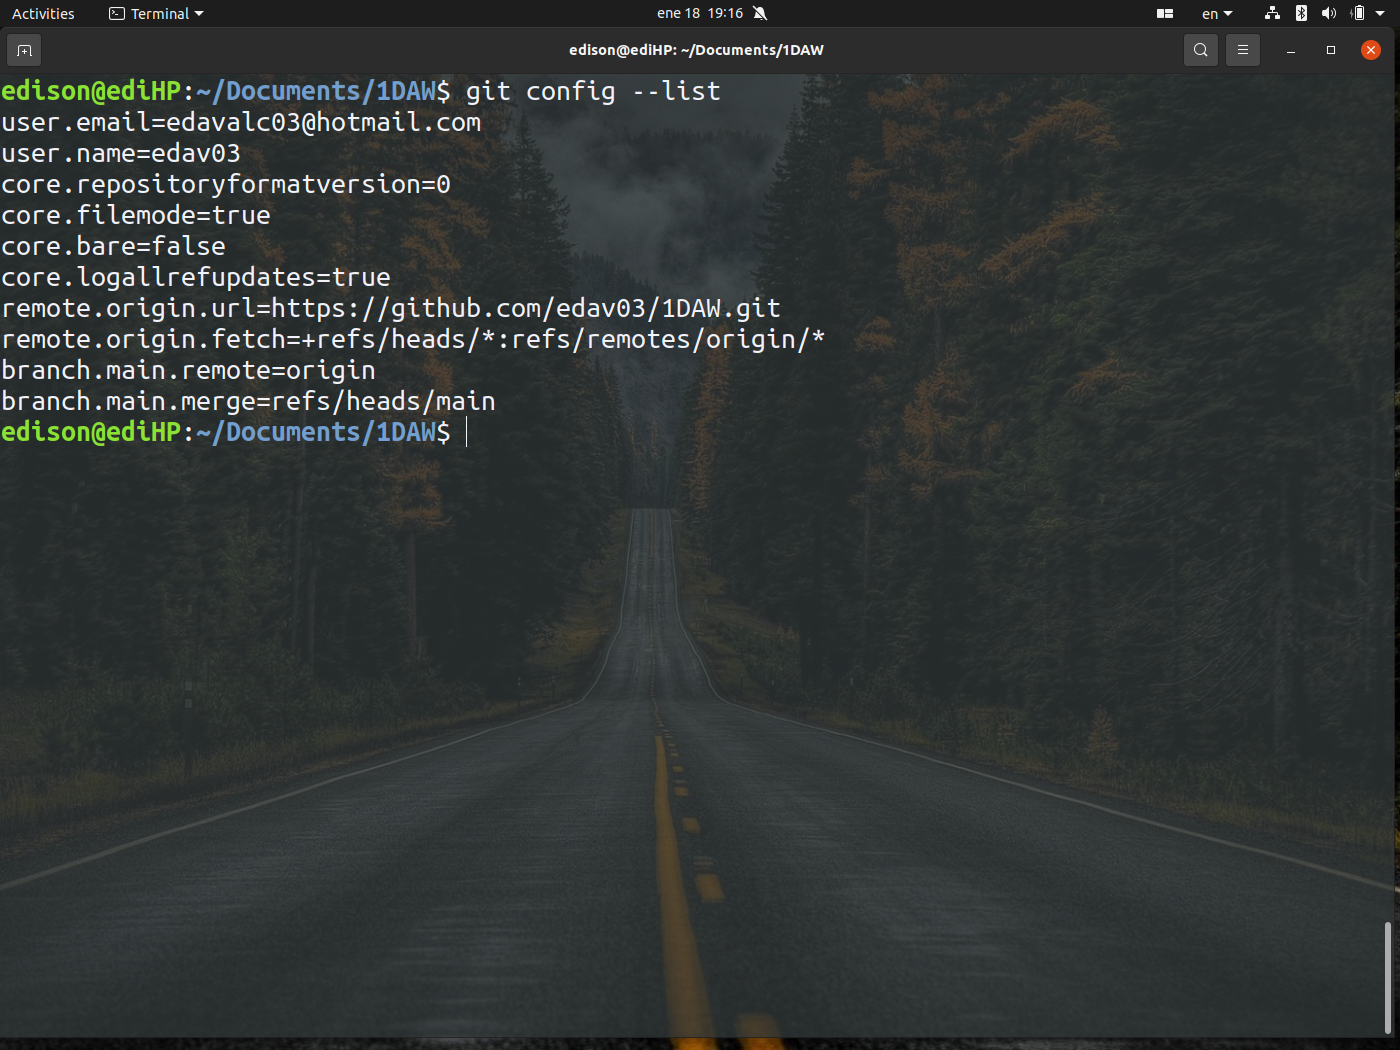 Activities Terminal ene 18 19:16 en
edison@ediHP: ~/Documents/1DAW
edison@ediHP:~/Documents/1DAW$ git config --list
user.email=edavalc03@hotmail.com
user.name=edav03
core.repositoryformatversion=0
core.filemode=true
core.bare=false
core.logallrefupdates=true
remote.origin.url=https://github.com/edav03/1DAW.git
remote.origin.fetch=+refs/heads/*:refs/remotes/origin/*
branch.main.remote=origin
branch.main.merge=refs/heads/main
edison@ediHP:~/Documents/1DAW$